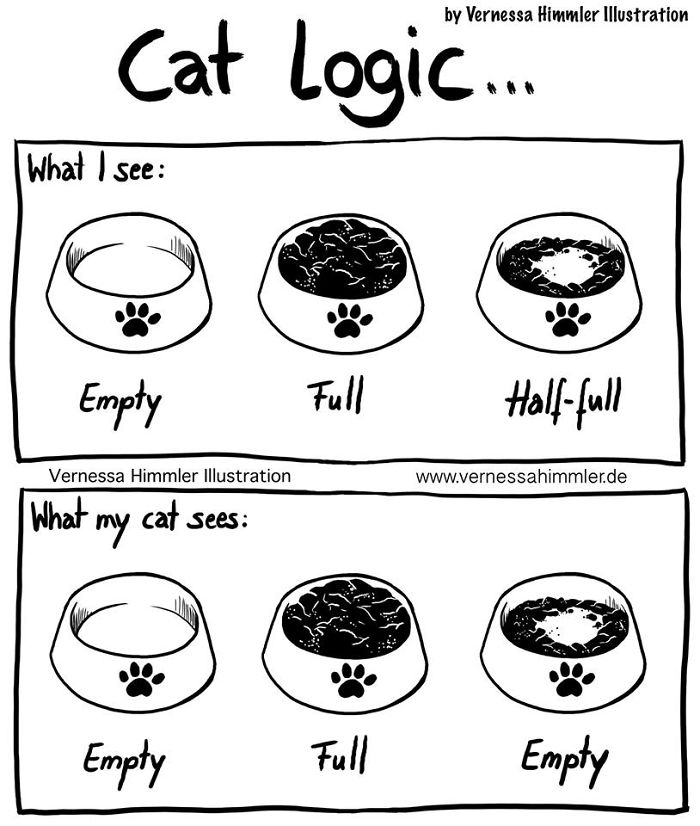 by Vernessa Himmler Illustration
Cat Logic...
What I see:
Empty Full Half-full
Vernessa Himmler Illustration www.vernessahimmler.de
What my cat sees:
Empty Full Empty